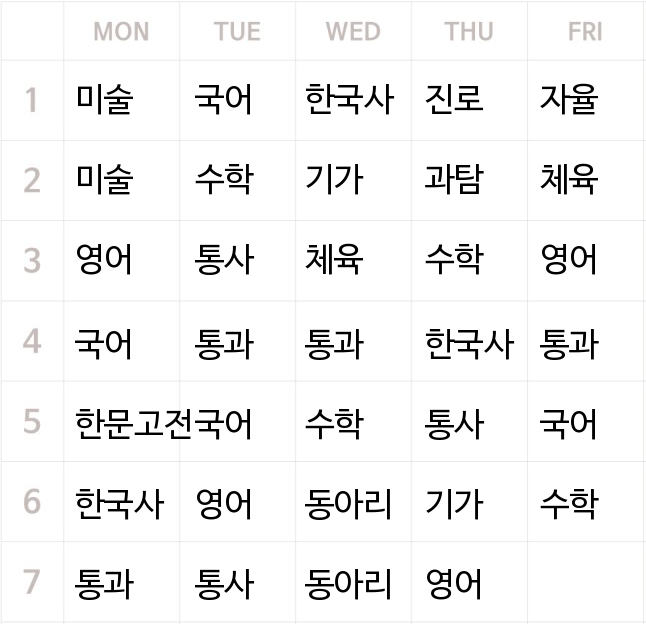 MON TUE WED THU FRI
1 미술 국어 한국사 진로 자율
2 미술 수학 기가 과탐 체육
3 영어 통사 체육 수학 영어
4 국어 통과 통과 한국사 통과
5 한문고전 국어 수학 통사 국어
6 한국사 영어 동아리 기가 수학
7 통과 통사 동아리 영어